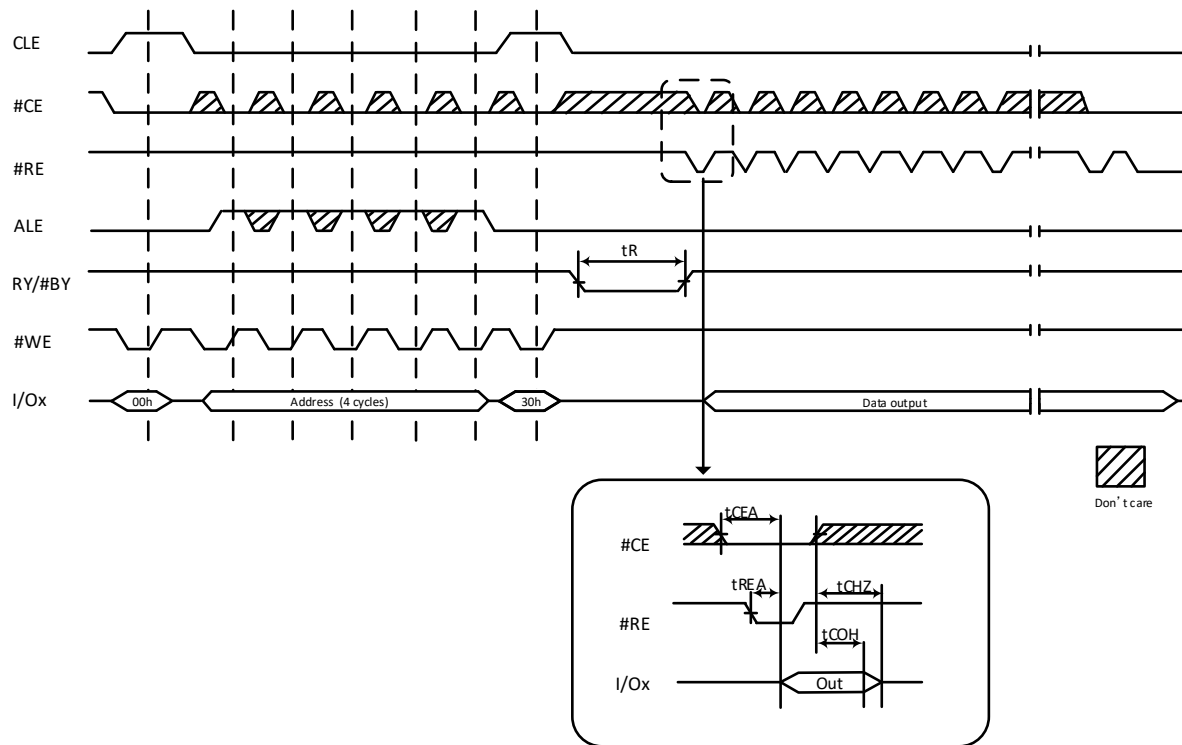 CLE
#CE
#RE
ALE
tR
RY/#BY
#WE
I/Ox
00h
Address (4 cycles)
30h
Data output
Don't care
tCEA
#CE
tREA
tCHZ
#RE
tCOH
I/Ox
Out